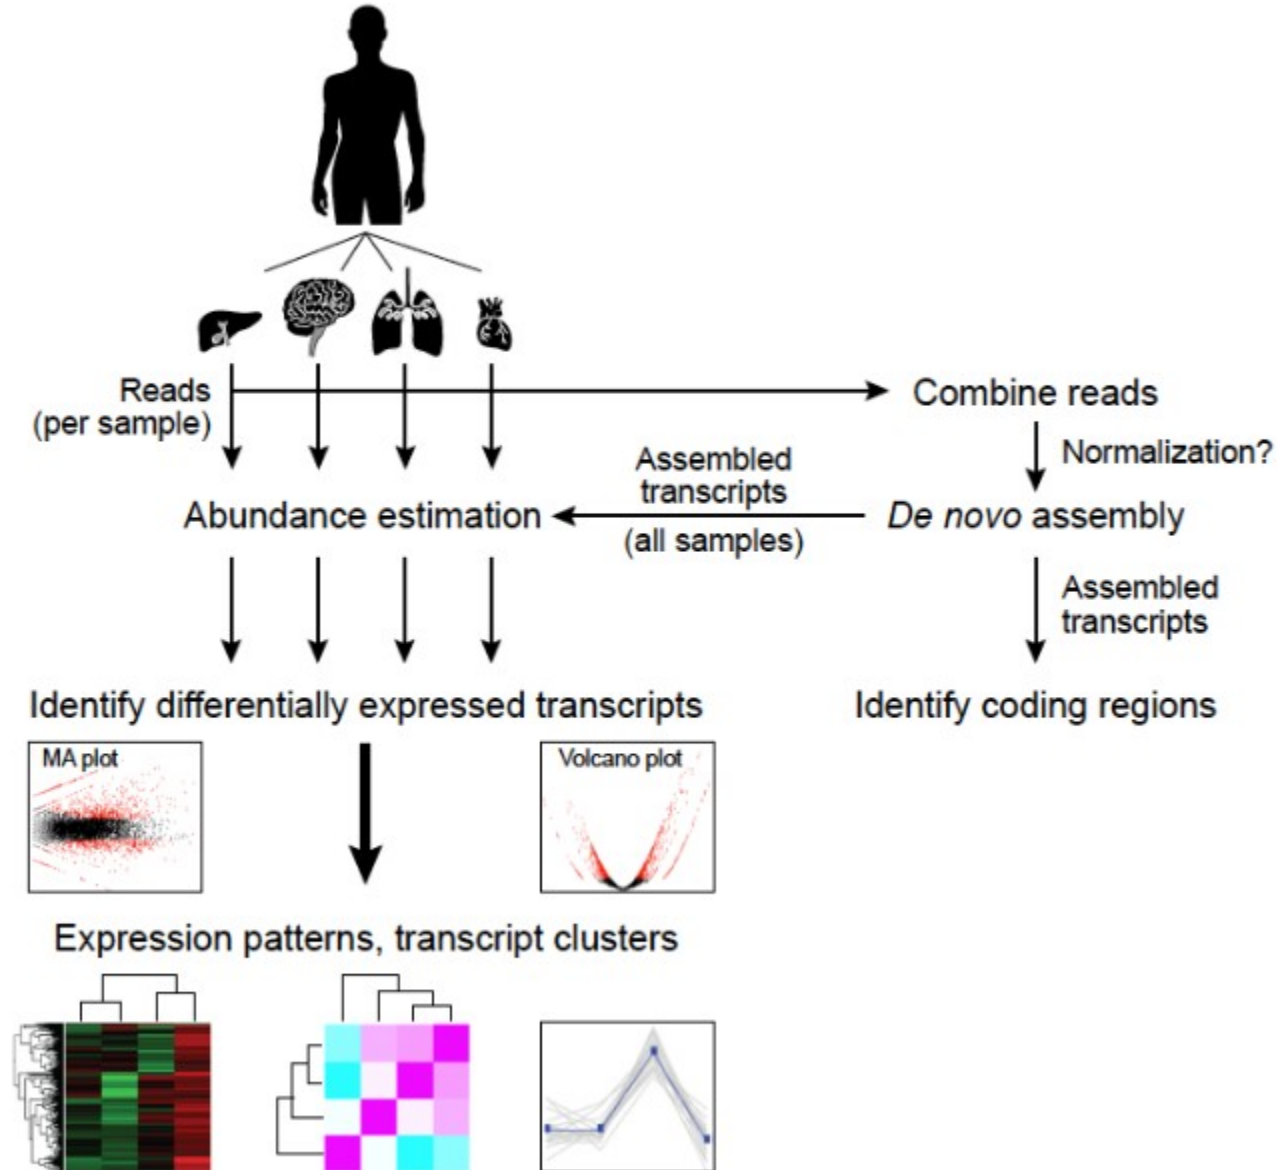 Reads
(per sample)
Combine reads
Normalization?
Assembled
transcripts
(all samples)
Abundance estimation
De novo assembly
Assembled
transcripts
Identify differentially expressed transcripts
Identify coding regions
MA plot
Volcano plot
Expression patterns, transcript clusters